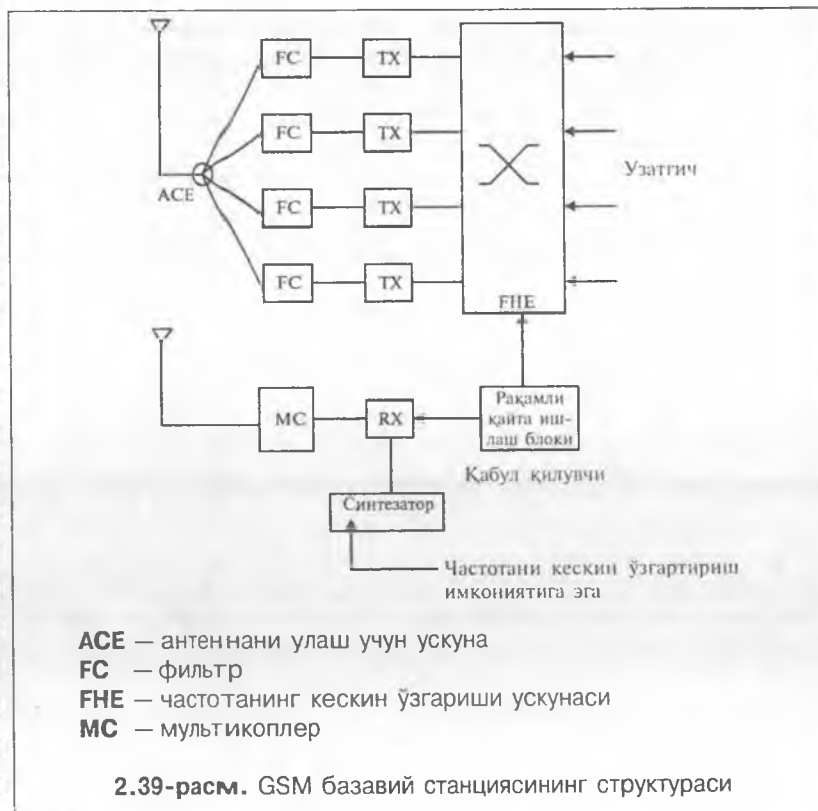 FC TX
FC TX
Узатгич
ACE
FC TX
FC TX
FHE
MC RX
Рақамли
қайта иш-
лаш блоки
Қабул қилувчи
Синтезатор
Частотани кескин ўзгартириш
имкониятига эга
ACE — антеннани улаш учун ускуна
FC — фильтр
FHE — частотанинг кескин ўзгариши ускунаси
MC — мультикоплер
2.39-расм. GSM базавий станциясининг структураси